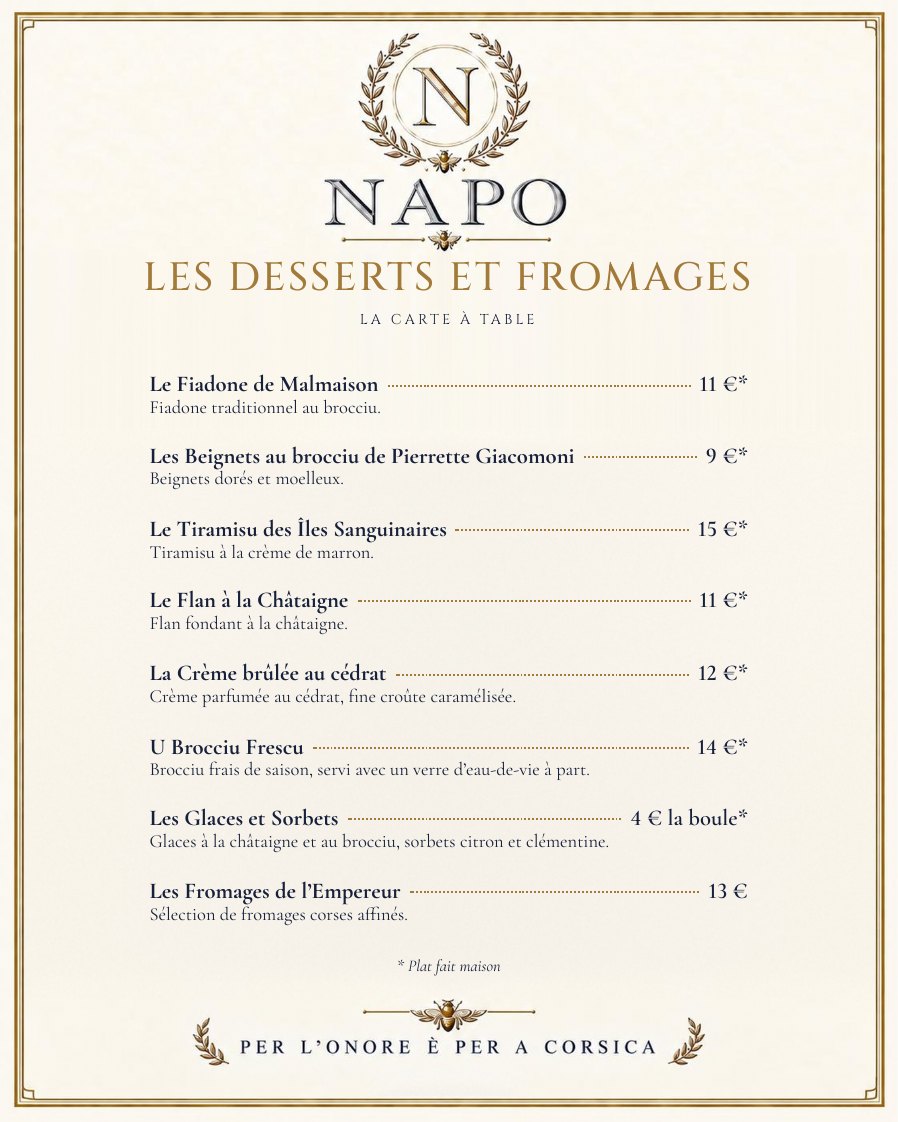 N
NAPO
LES DESSERTS ET FROMAGES
LA CARTE À TABLE
Le Fiadone de Malmaison 11 €*
Fiadone traditionnel au brocciu.
Les Beignets au brocciu de Pierrette Giacomoni 9 €*
Beignets dorés et moelleux.
Le Tiramisu des Îles Sanguinaires 15 €*
Tiramisu à la crème de marron.
Le Flan à la Châtaigne 11 €*
Flan fondant à la châtaigne.
La Crème brûlée au cédrat 12 €*
Crème parfumée au cédrat, fine croûte caramélisée.
U Brocciu Frescu 14 €*
Brocciu frais de saison, servi avec un verre d’eau-de-vie à part.
Les Glaces et Sorbets 4 € la boule*
Glaces à la châtaigne et au brocciu, sorbets citron et clémentine.
Les Fromages de l’Empereur 13 €
Sélection de fromages corses affinés.
* Plat fait maison
PER L’ONORE È PER A CORSICA